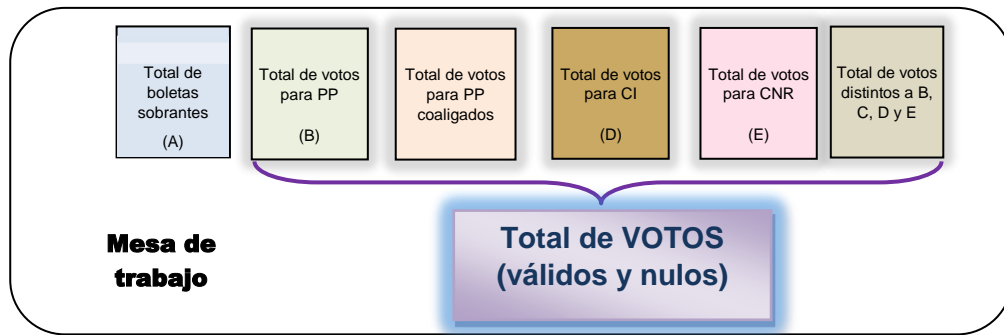 Total de
boletas
sobrantes
(A)
Total de votos
para PP
(B)
Total de votos
para PP
coaligados
Total de votos
para CI
(D)
Total de votos
para CNR
(E)
Total de votos
distintos a B,
C, D y E
Mesa de
trabajo
Total de VOTOS
(válidos y nulos)